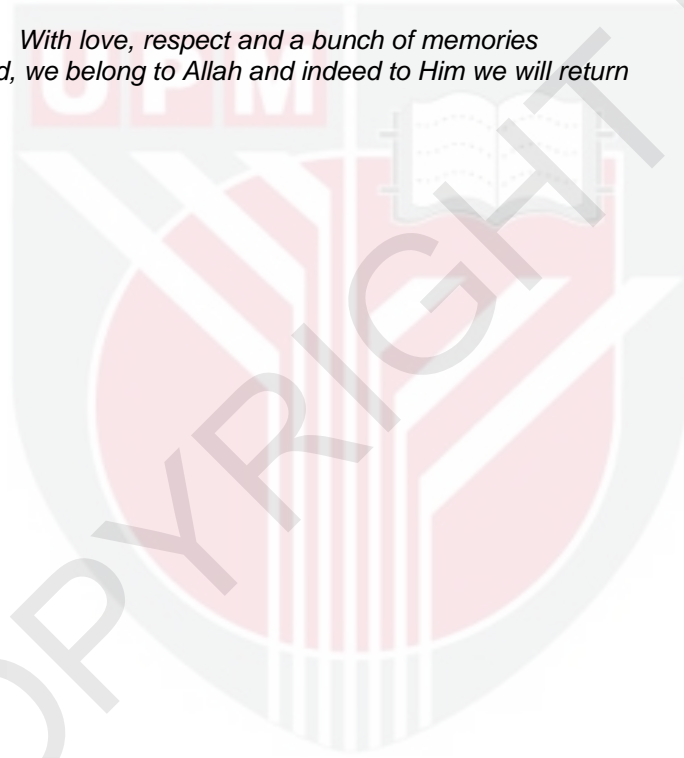 With love, respect and a bunch of memories
d, we belong to Allah and indeed to Him we will return
UPM
COPYRIGHT